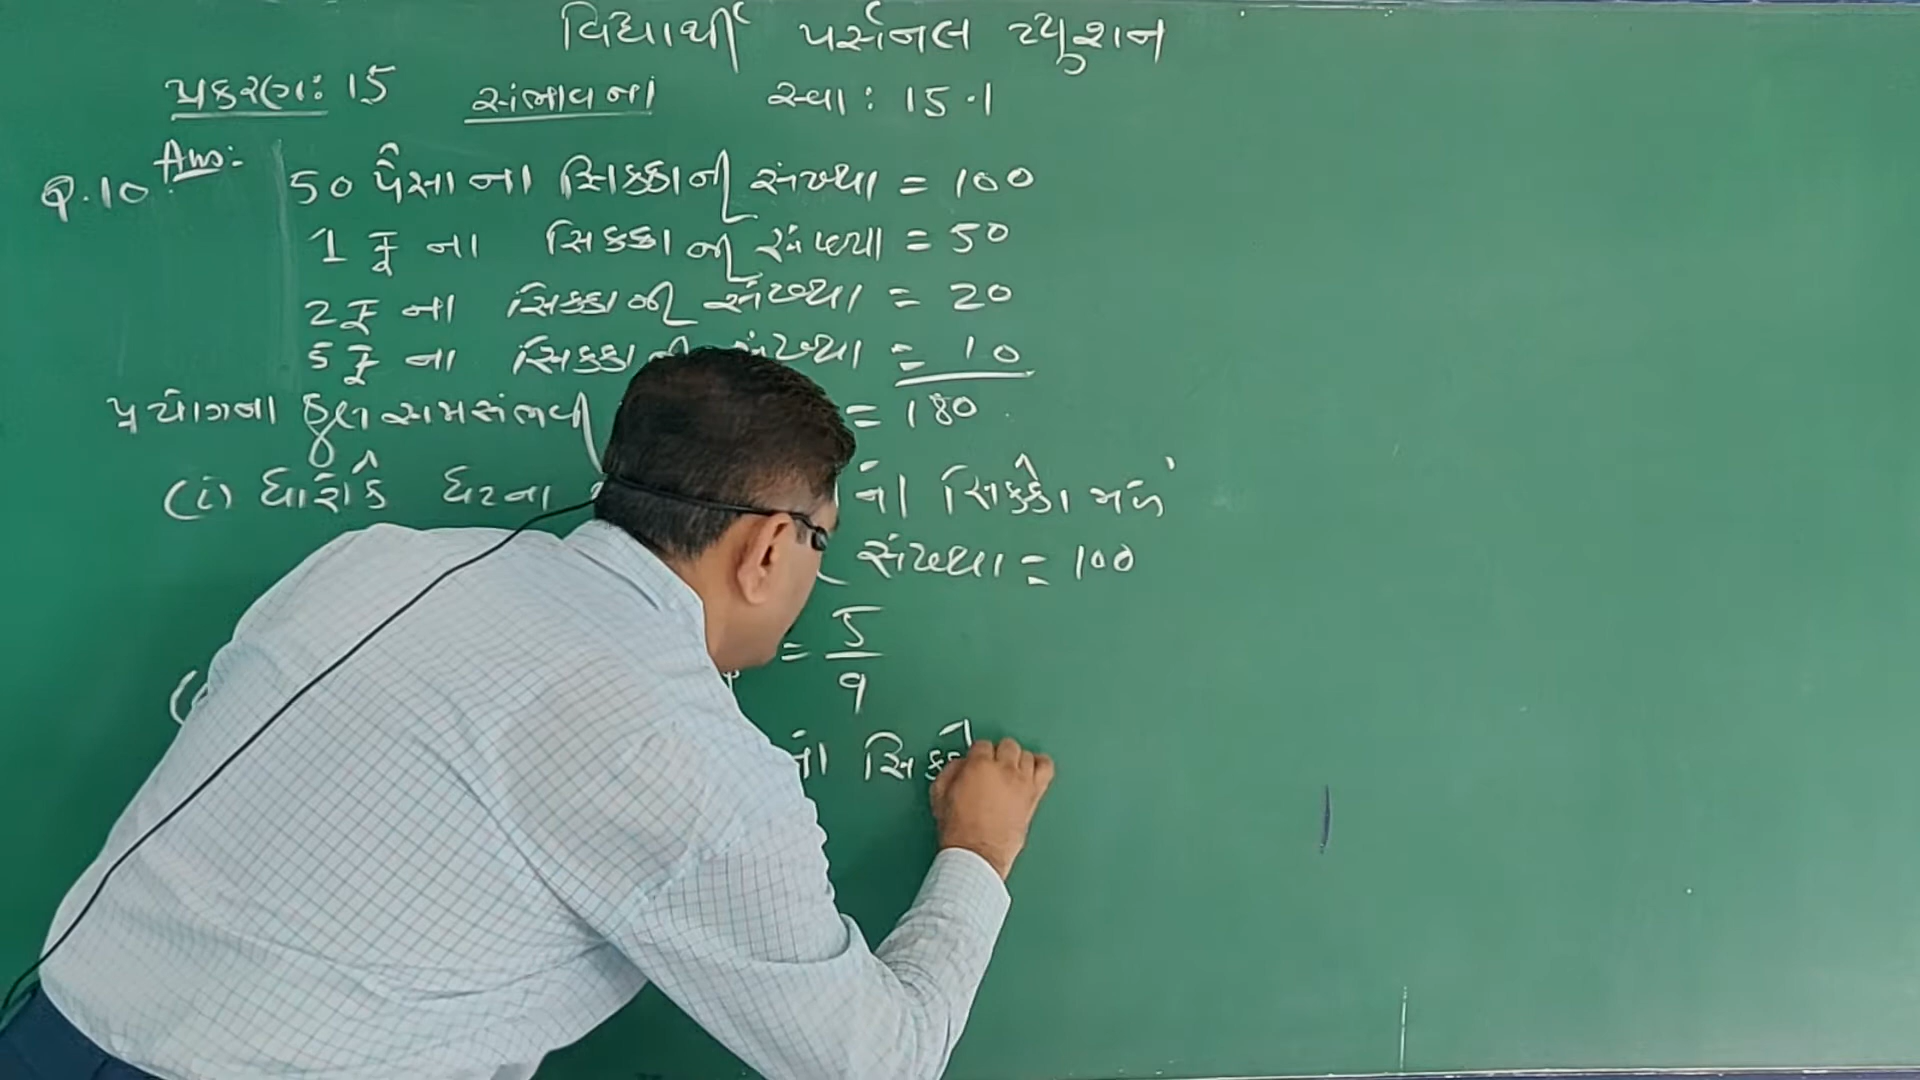 વિદ્યાર્થી પર્સનલ ટ્યુશન
પ્રકરણ: 15 સંભાવના સ્વા: 15.1
Q.10 Ans:
50 પૈસા ના સિક્કાની સંખ્યા = 100
1 રૂ ના સિક્કાની સંખ્યા = 50
2 રૂ ના સિક્કાની સંખ્યા = 20
5 રૂ ના સિક્કાની સંખ્યા = 10
પ્રયોગના કુલ સમસંભવી = 180
(i) ધારોકે ઘટના સિક્કો મળે
સંખ્યા = 100
= 5/9
સિક્કો